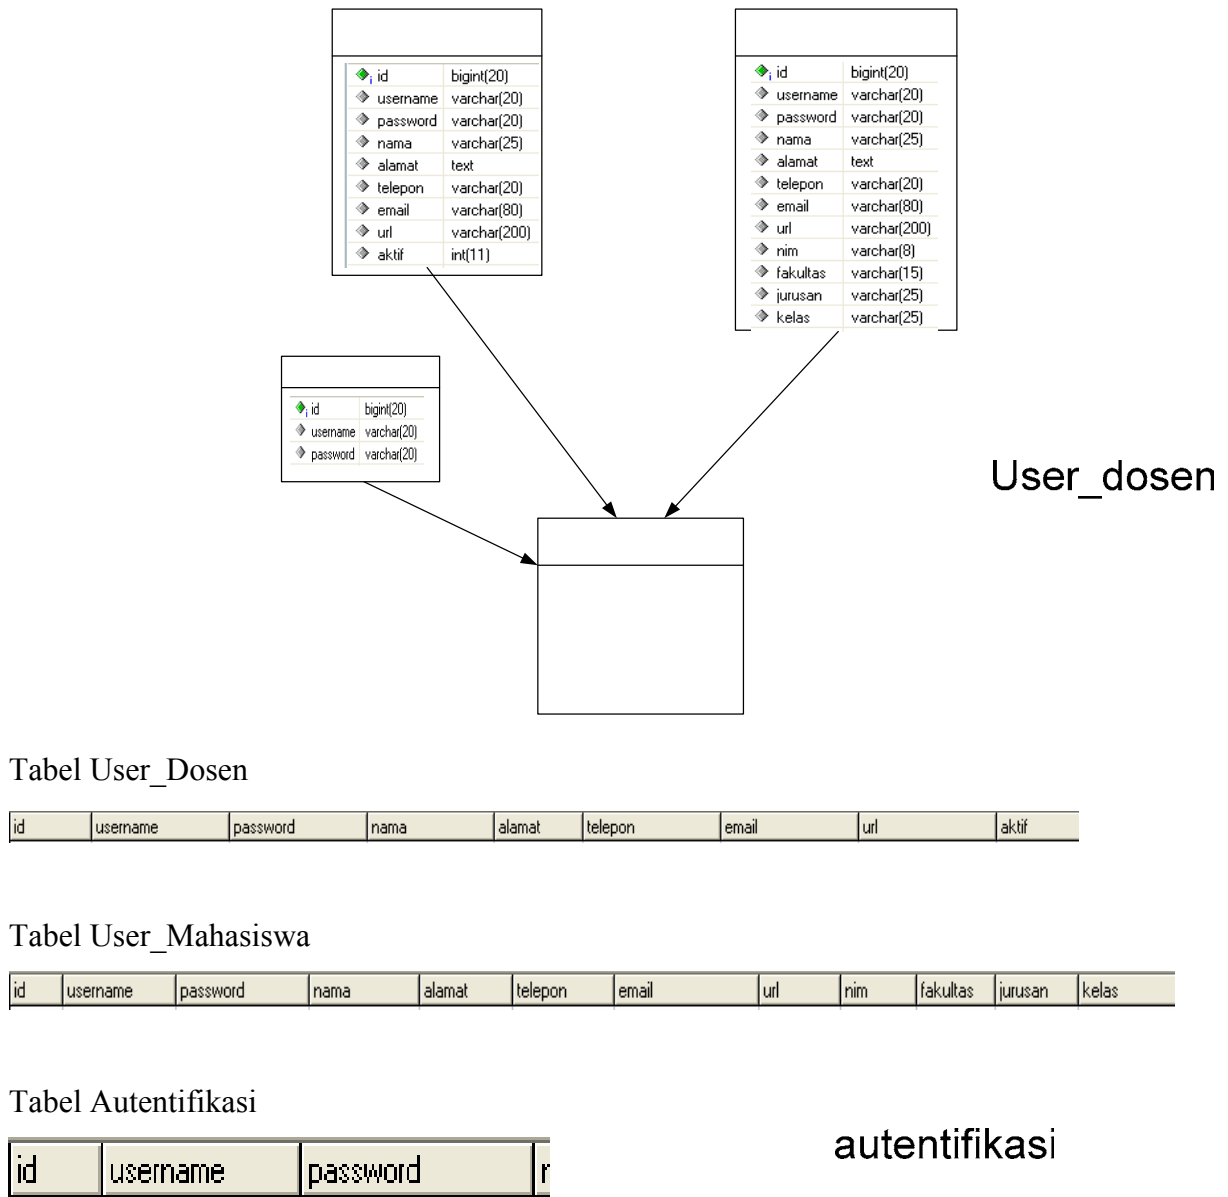 id bigint(20)
username varchar(20)
password varchar(20)
nama varchar(25)
alamat text
telepon varchar(20)
email varchar(80)
url varchar(200)
aktif int(11)
id bigint(20)
username varchar(20)
password varchar(20)
nama varchar(25)
alamat text
telepon varchar(20)
email varchar(80)
url varchar(200)
nim varchar(8)
fakultas varchar(15)
jurusan varchar(25)
kelas varchar(25)
id bigint(20)
username varchar(20)
password varchar(20)
User_dosen
Tabel User_Dosen
id username password nama alamat telepon email url aktif
Tabel User_Mahasiswa
id username password nama alamat telepon email url nim fakultas jurusan kelas
Tabel Autentifikasi
id username password
autentifikasi